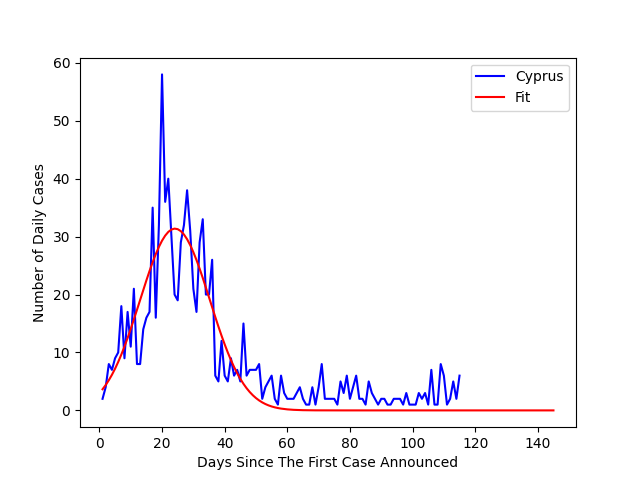 Cyprus
Fit
60
50
40
30
20
10
0
Number of Daily Cases
0 20 40 60 80 100 120 140
Days Since The First Case Announced